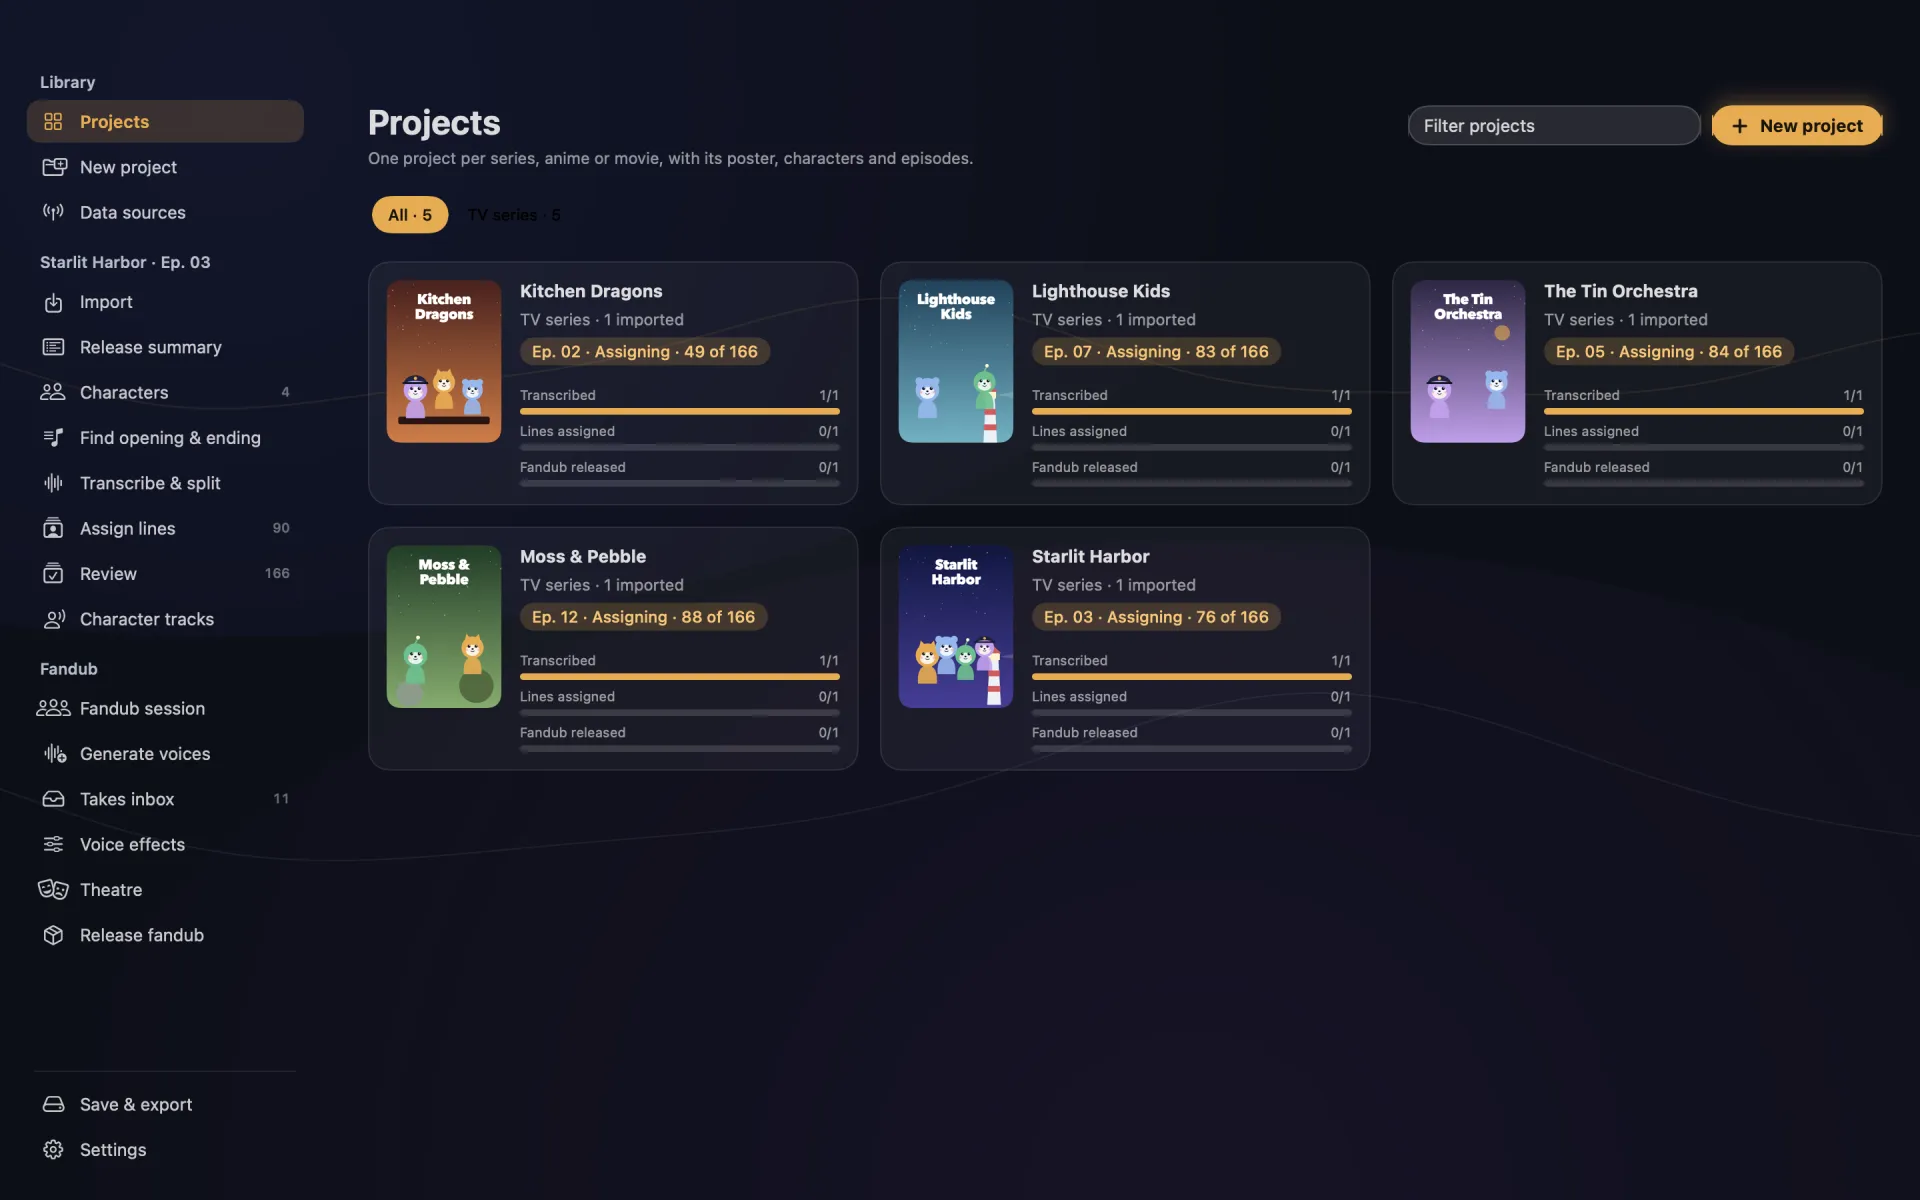 Library
Projects
New project
Data sources
Starlit Harbor · Ep. 03
Import
Release summary
Characters 4
Find opening & ending
Transcribe & split
Assign lines 90
Review 166
Character tracks
Fandub
Fandub session
Generate voices
Takes inbox 11
Voice effects
Theatre
Release fandub
Save & export
Settings
Projects
One project per series, anime or movie, with its poster, characters and episodes.
Filter projects
+ New project
All · 5
TV series · 5
Kitchen
Dragons
Kitchen Dragons
TV series · 1 imported
Ep. 02 · Assigning · 49 of 166
Transcribed 1/1
Lines assigned 0/1
Fandub released 0/1
Lighthouse
Kids
Lighthouse Kids
TV series · 1 imported
Ep. 07 · Assigning · 83 of 166
Transcribed 1/1
Lines assigned 0/1
Fandub released 0/1
The Tin
Orchestra
The Tin Orchestra
TV series · 1 imported
Ep. 05 · Assigning · 84 of 166
Transcribed 1/1
Lines assigned 0/1
Fandub released 0/1
Moss &
Pebble
Moss & Pebble
TV series · 1 imported
Ep. 12 · Assigning · 88 of 166
Transcribed 1/1
Lines assigned 0/1
Fandub released 0/1
Starlit
Harbor
Starlit Harbor
TV series · 1 imported
Ep. 03 · Assigning · 76 of 166
Transcribed 1/1
Lines assigned 0/1
Fandub released 0/1